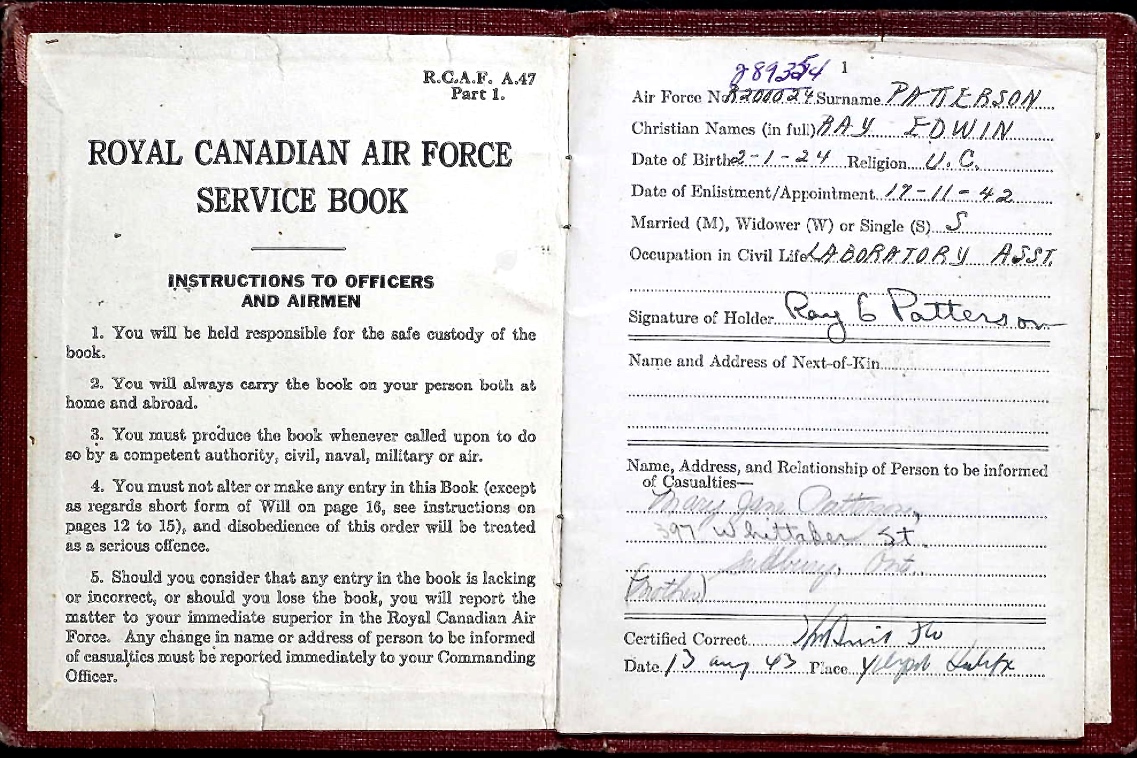 R.C.A.F. A.47
Part 1.
ROYAL CANADIAN AIR FORCE
SERVICE BOOK
INSTRUCTIONS TO OFFICERS
AND AIRMEN
1. You will be held responsible for the safe custody of the
book.
2. You will always carry the book on your person both at
home and abroad.
3. You must produce the book whenever called upon to do
so by a competent authority, civil, naval, military or air.
4. You must not alter or make any entry in this Book (except
as regards short form of Will on page 16, see instructions on
pages 12 to 15), and disobedience of this order will be treated
as a serious offence.
5. Should you consider that any entry in the book is lacking
or incorrect, or should you lose the book, you will report the
matter to your immediate superior in the Royal Canadian Air
Force. Any change in name or address of person to be informed
of casualties must be reported immediately to your Commanding
Officer.
1
Air Force No. R200024 Surname PATTERSON
Christian Names (in full) RAY EDWIN
Date of Birth 2-1-24 Religion U.C.
Date of Enlistment/Appointment 17-11-42
Married (M), Widower (W) or Single (S) S
Occupation in Civil Life LABORATORY ASST.
Signature of Holder Ray E Patterson
Name and Address of Next-of-Kin
Name, Address, and Relationship of Person to be informed
of Casualties—
Mary Jane Patterson,
397 Whittaker St.
Sudbury, Ont.
(Mother)
Certified Correct
Date 13 Aug 43 Place Halifx